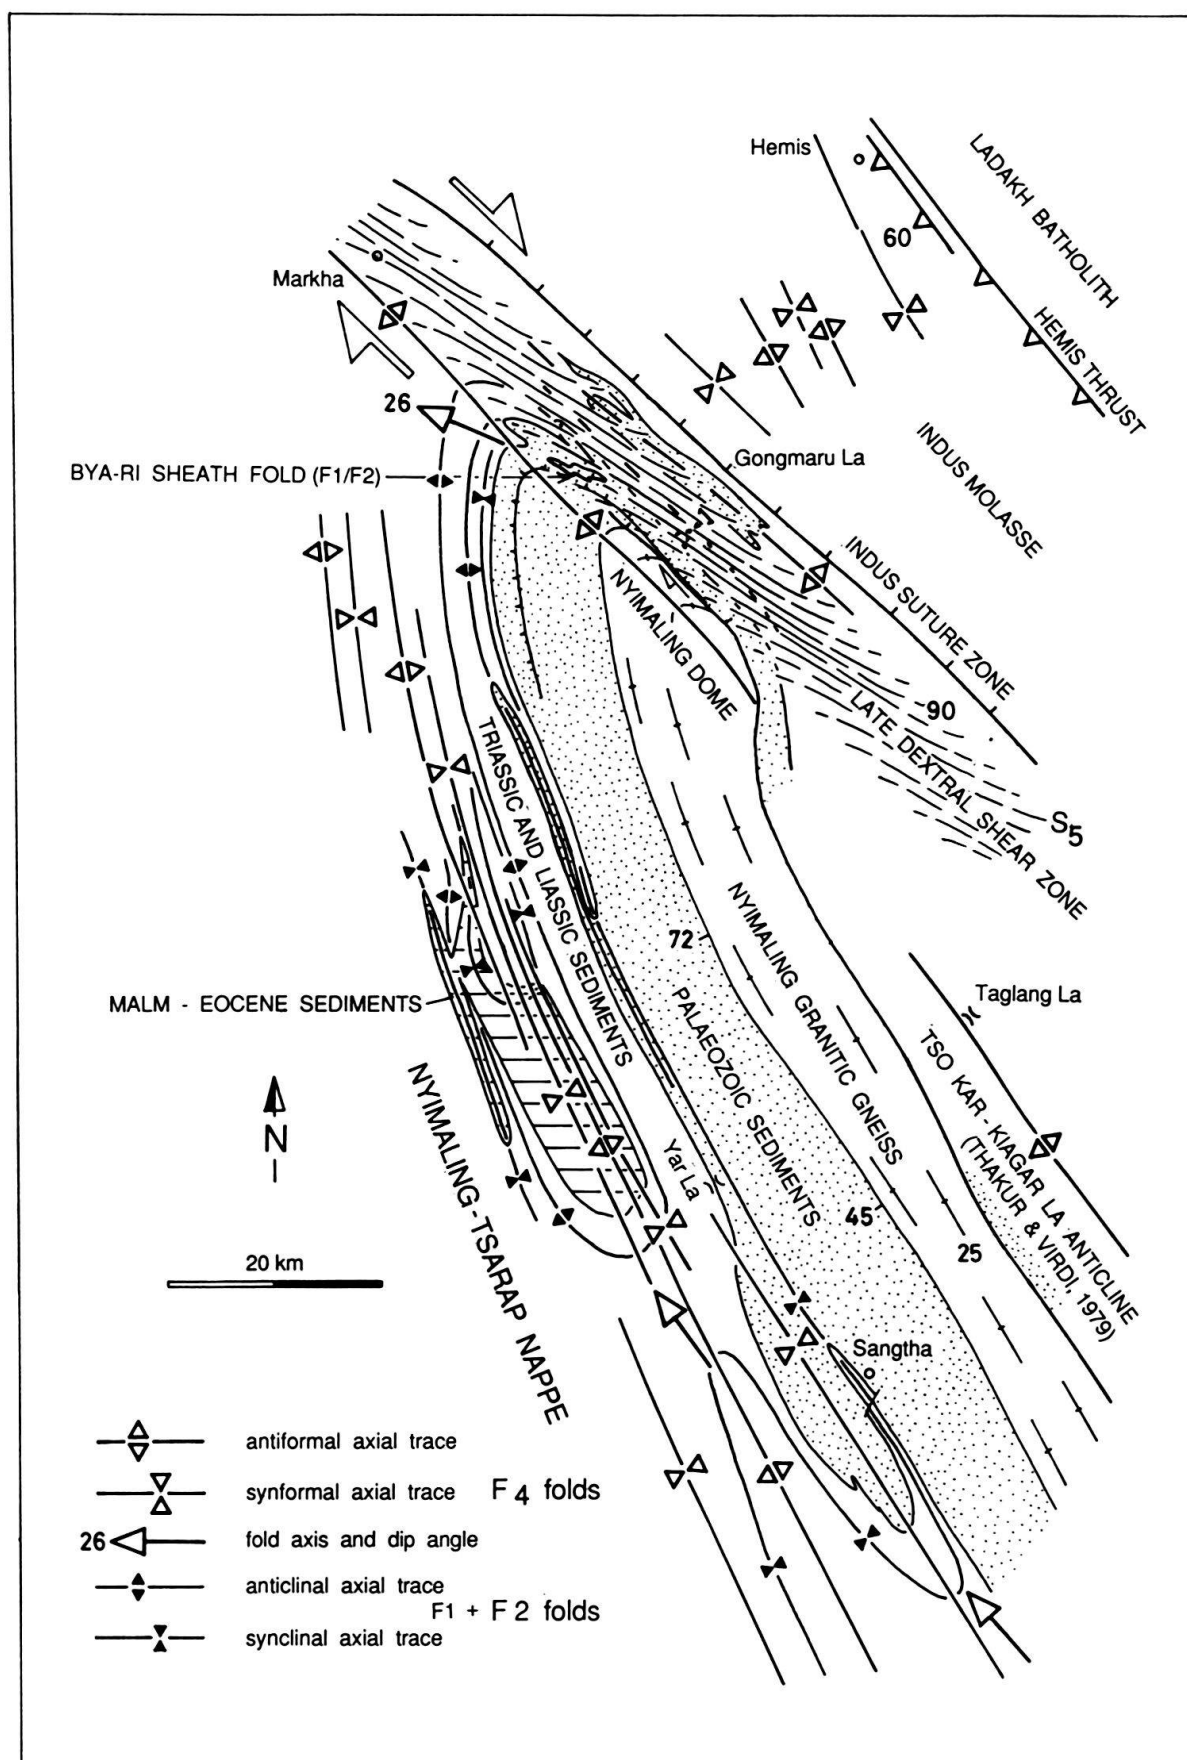 Hemis
LADAKH BATHOLITH
60
Markha
HEMIS THRUST
26
Gongmaru La
INDUS MOLASSE
BYA-RI SHEATH FOLD (F1/F2)
INDUS SUTURE ZONE
NYIMALING DOME
90
LATE DEXTRAL SHEAR ZONE
S5
TRIASSIC AND LIASSIC SEDIMENTS
72
NYIMALING GRANITIC GNEISS
MALM - EOCENE SEDIMENTS
PALAEOZOIC SEDIMENTS
Taglang La
TSO KAR - KIAGAR LA ANTICLINE
(THAKUR & VIRDI, 1979)
N
NYIMALING-TSARAP NAPPE
Yar La
45
25
20 km
Sangtha
antiformal axial trace
synformal axial trace
F4 folds
26
fold axis and dip angle
anticlinal axial trace
F1 + F2 folds
synclinal axial trace